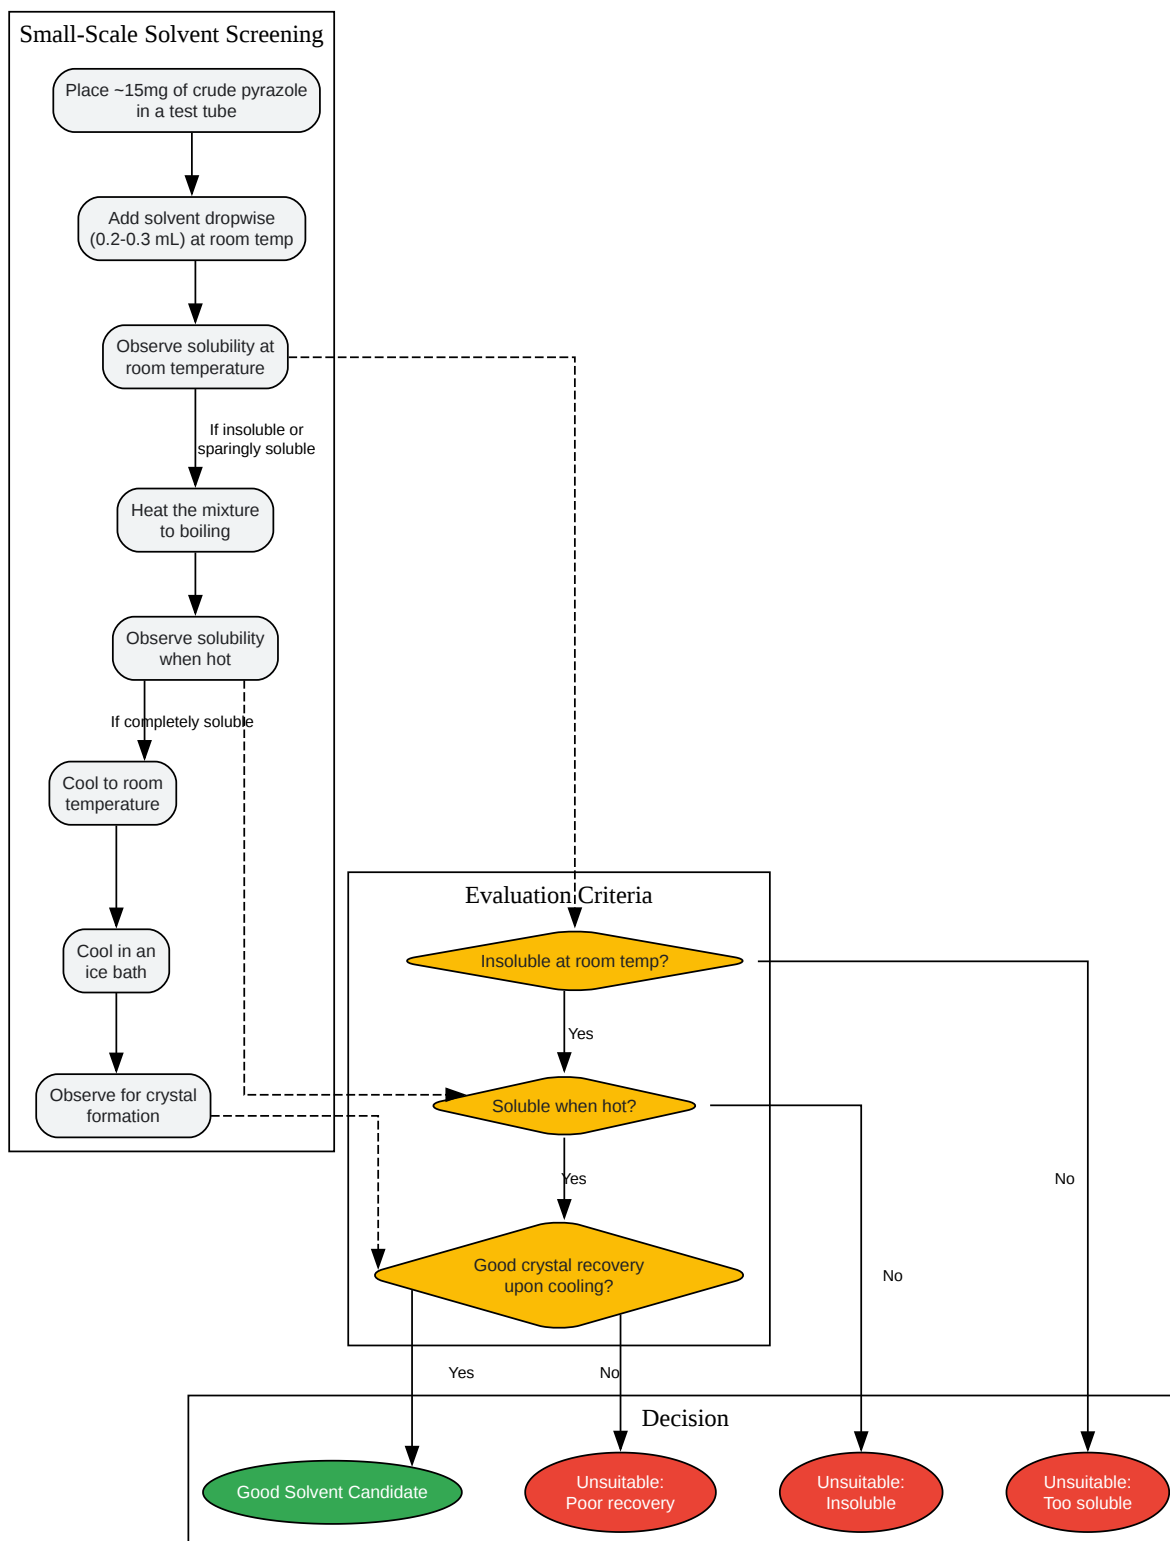 Small-Scale Solvent Screening
Place ~15mg of crude pyrazole
in a test tube
Add solvent dropwise
(0.2-0.3 mL) at room temp
Observe solubility at
room temperature
If insoluble or
sparingly soluble
Heat the mixture
to boiling
Observe solubility
when hot
If completely soluble
Cool to room
temperature
Cool in an
ice bath
Observe for crystal
formation
Evaluation Criteria
Insoluble at room temp?
Yes
Soluble when hot?
Yes
No
Good crystal recovery
upon cooling?
No
Yes
No
Decision
Good Solvent Candidate
Unsuitable:
Poor recovery
Unsuitable:
Insoluble
Unsuitable:
Too soluble